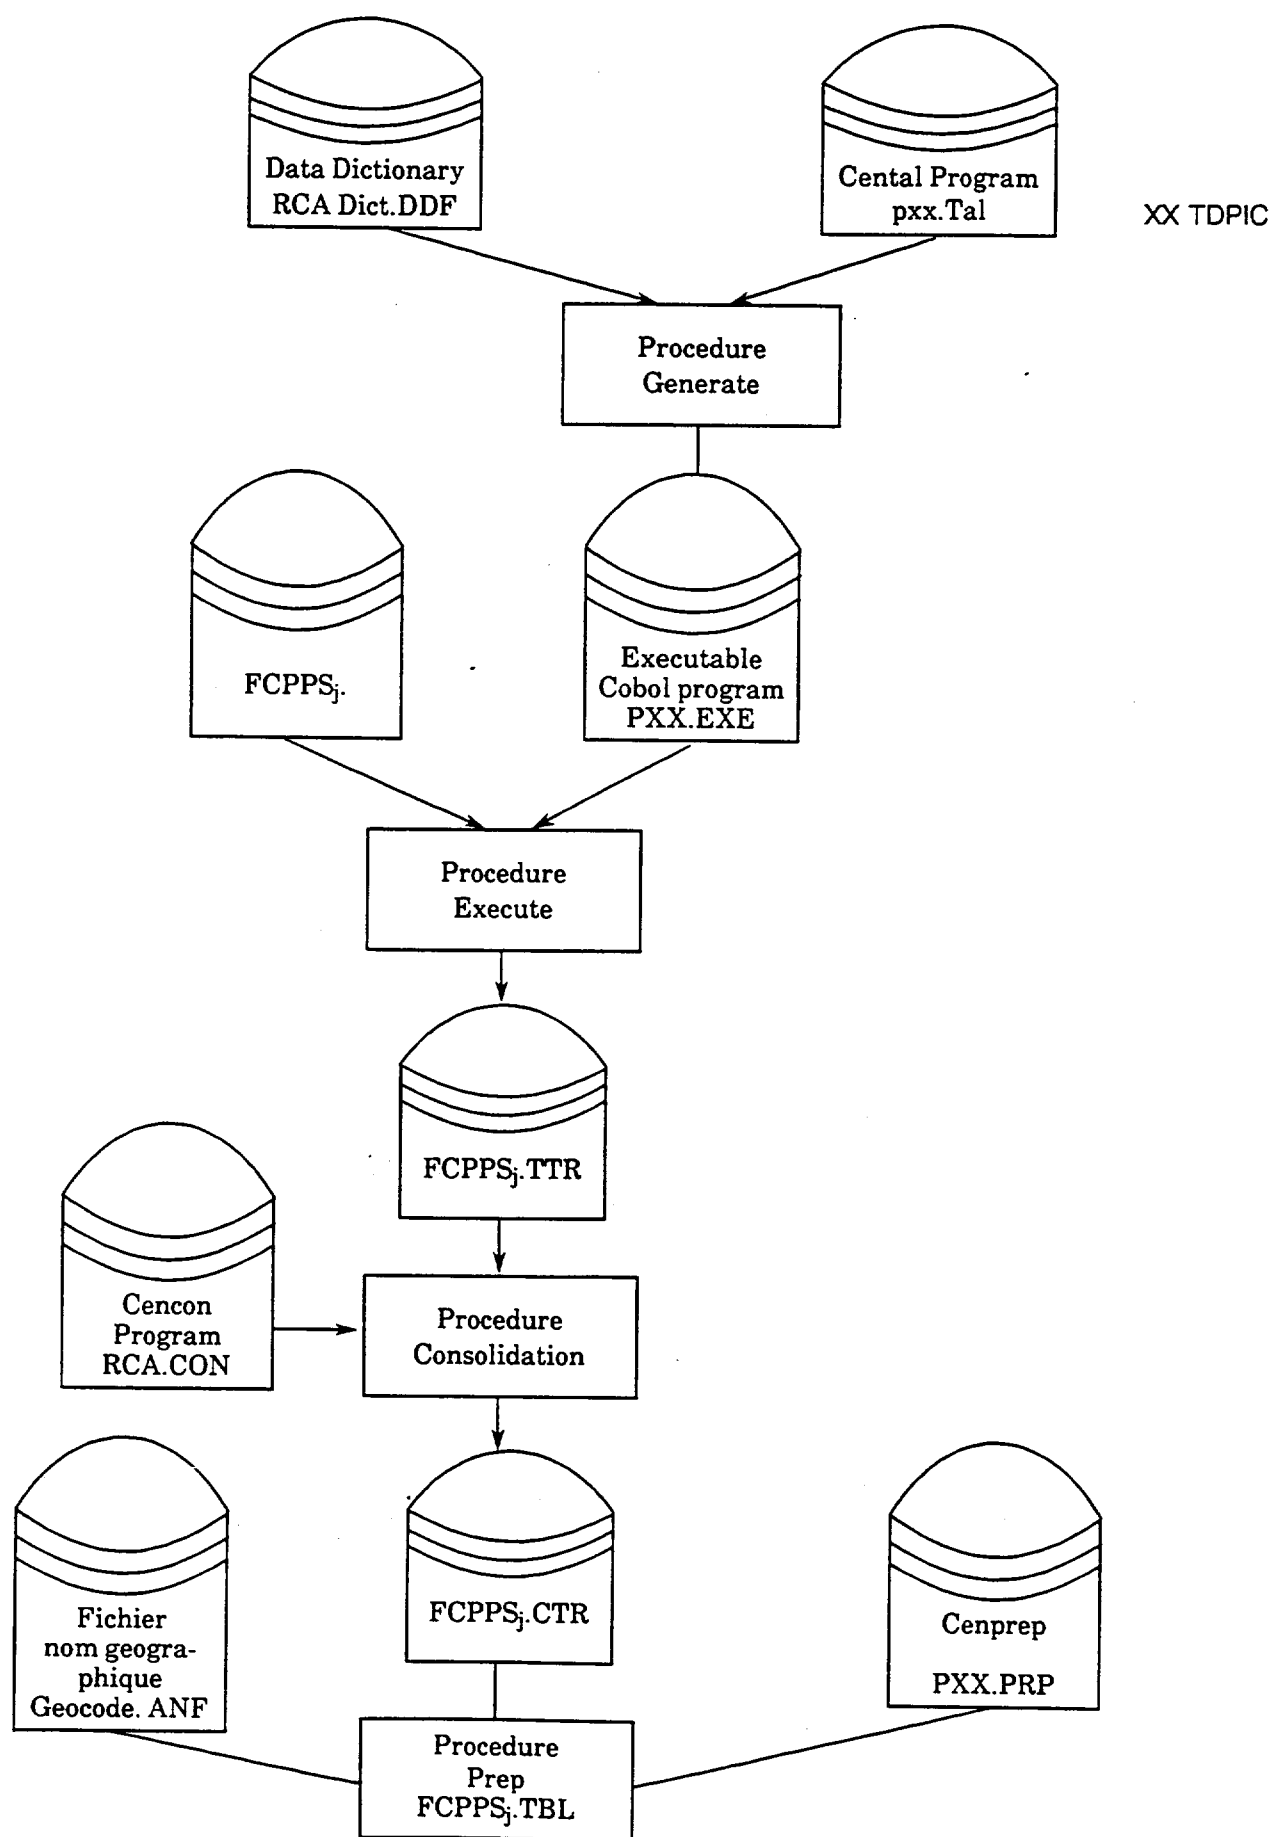 Data Dictionary
RCA Dict.DDF
Cental Program
pxx.Tal
XX TDPIC
Procedure
Generate
FCPPSj.
Executable
Cobol program
PXX.EXE
Procedure
Execute
FCPPSj.TTR
Cencon
Program
RCA.CON
Procedure
Consolidation
Fichier
nom geogra-
phique
Geocode. ANF
FCPPSj.CTR
Cenprep
PXX.PRP
Procedure
Prep
FCPPSj.TBL